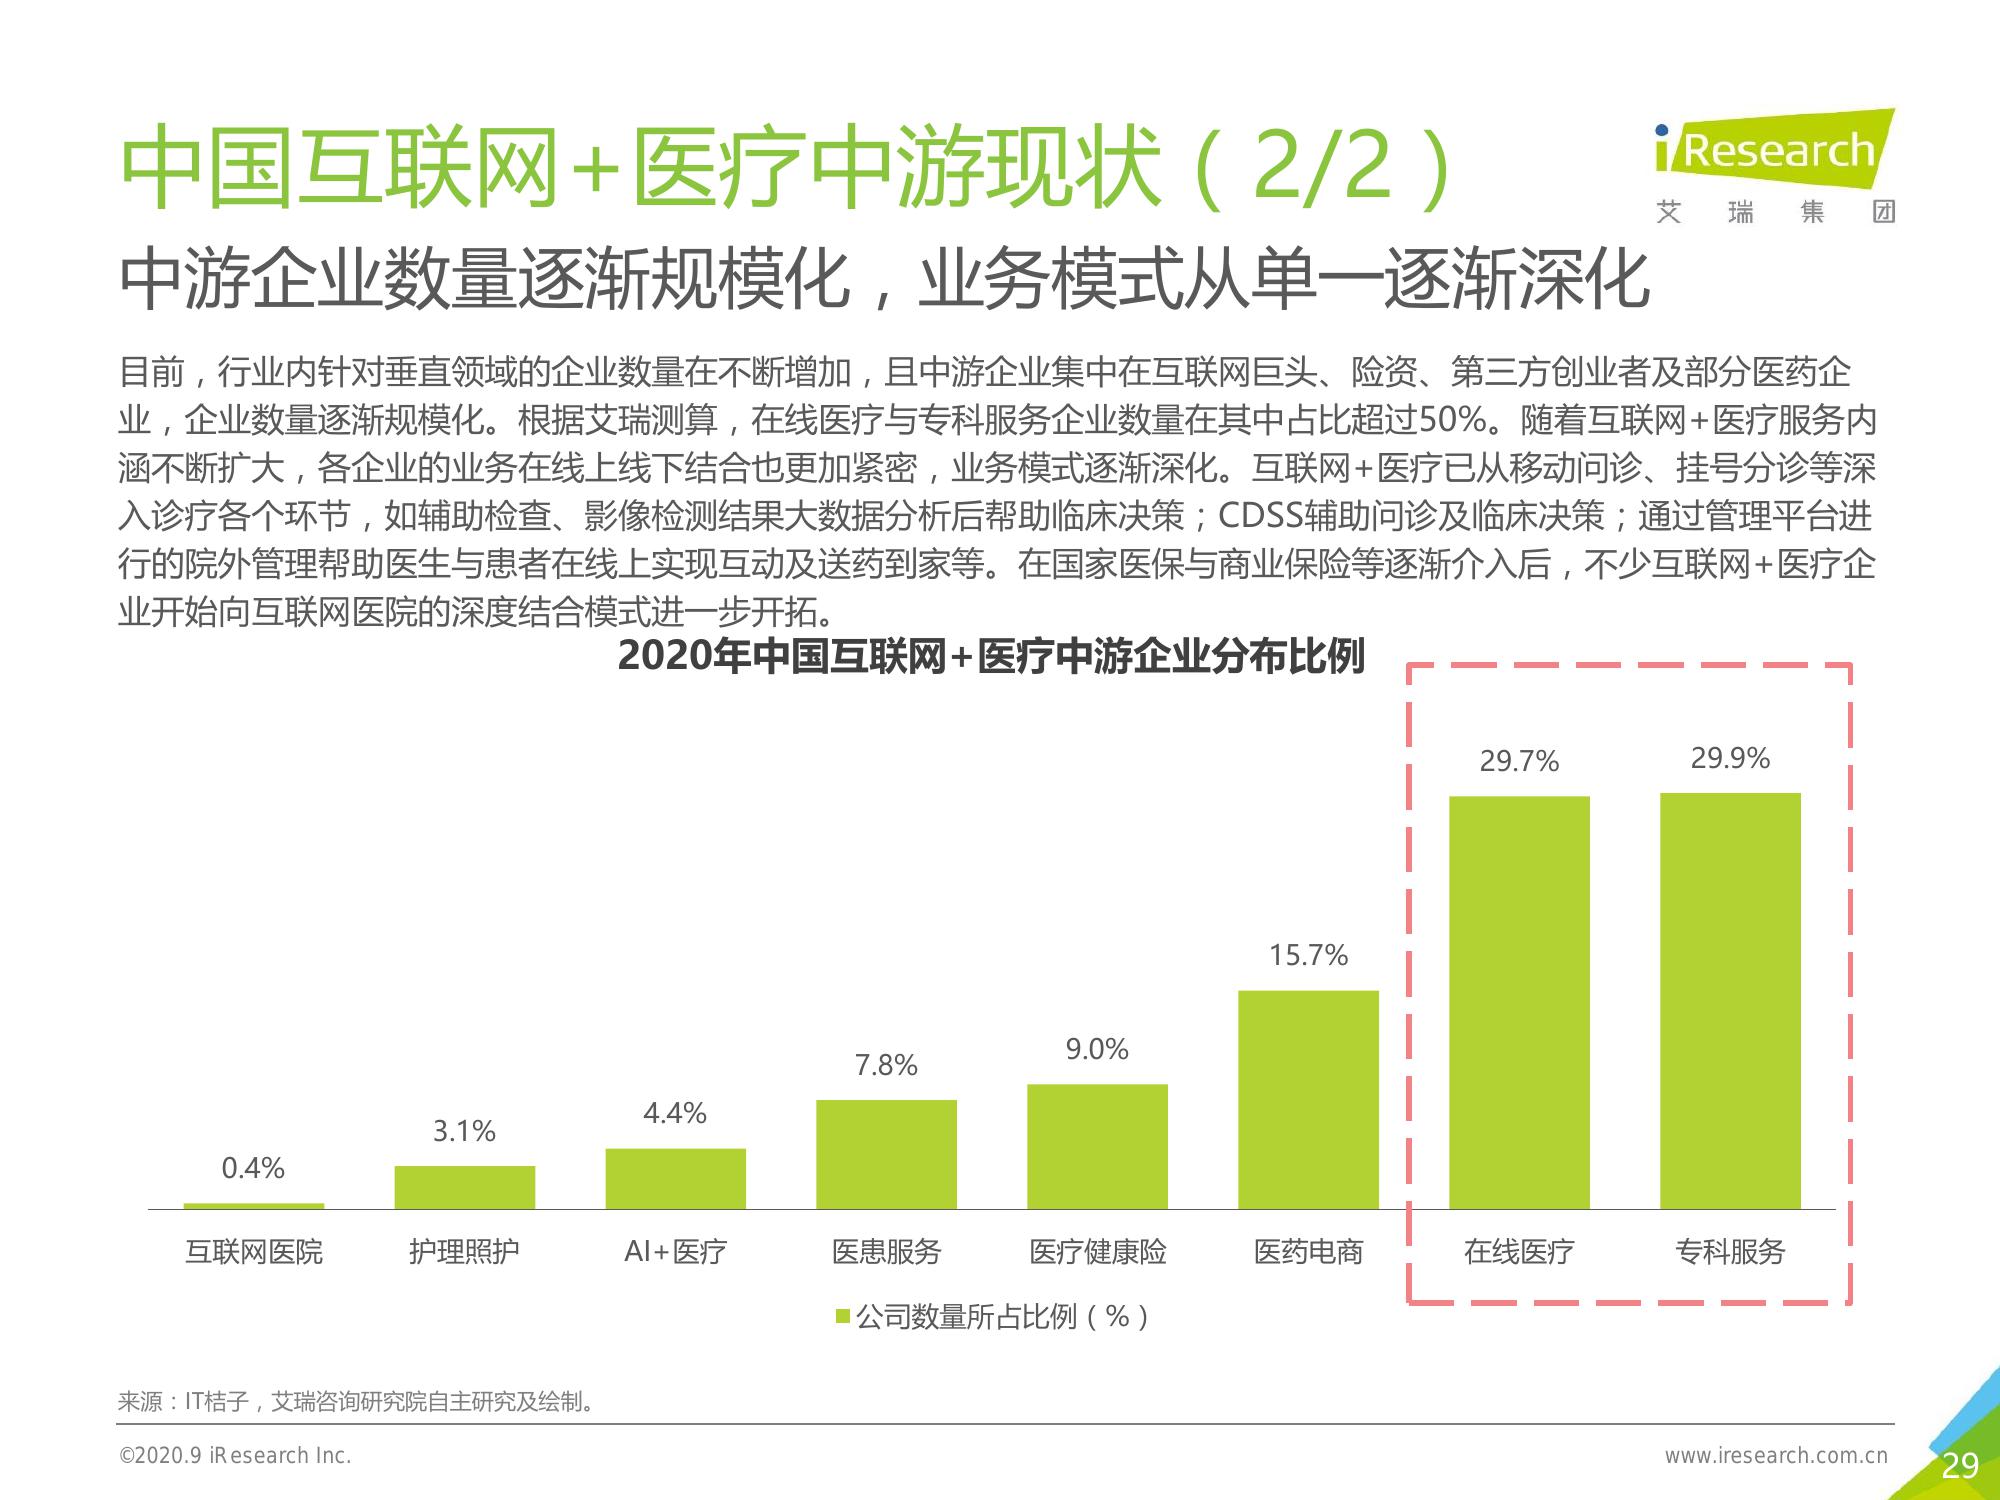 中国互联网+医疗中游现状（2/2）
iResearch
艾 瑞 集 团
中游企业数量逐渐规模化，业务模式从单一逐渐深化
目前，行业内针对垂直领域的企业数量在不断增加，且中游企业集中在互联网巨头、险资、第三方创业者及部分医药企
业，企业数量逐渐规模化。根据艾瑞测算，在线医疗与专科服务企业数量在其中占比超过50%。随着互联网+医疗服务内
涵不断扩大，各企业的业务在线上线下结合也更加紧密，业务模式逐渐深化。互联网+医疗已从移动问诊、挂号分诊等深
入诊疗各个环节，如辅助检查、影像检测结果大数据分析后帮助临床决策；CDSS辅助问诊及临床决策；通过管理平台进
行的院外管理帮助医生与患者在线上实现互动及送药到家等。在国家医保与商业保险等逐渐介入后，不少互联网+医疗企
业开始向互联网医院的深度结合模式进一步开拓。
2020年中国互联网+医疗中游企业分布比例
0.4% 3.1% 4.4% 7.8% 9.0% 15.7% 29.7% 29.9%
互联网医院 护理照护 AI+医疗 医患服务 医疗健康险 医药电商 在线医疗 专科服务
公司数量所占比例（%）
来源：IT桔子，艾瑞咨询研究院自主研究及绘制。
©2020.9 iResearch Inc.
www.iresearch.com.cn
29